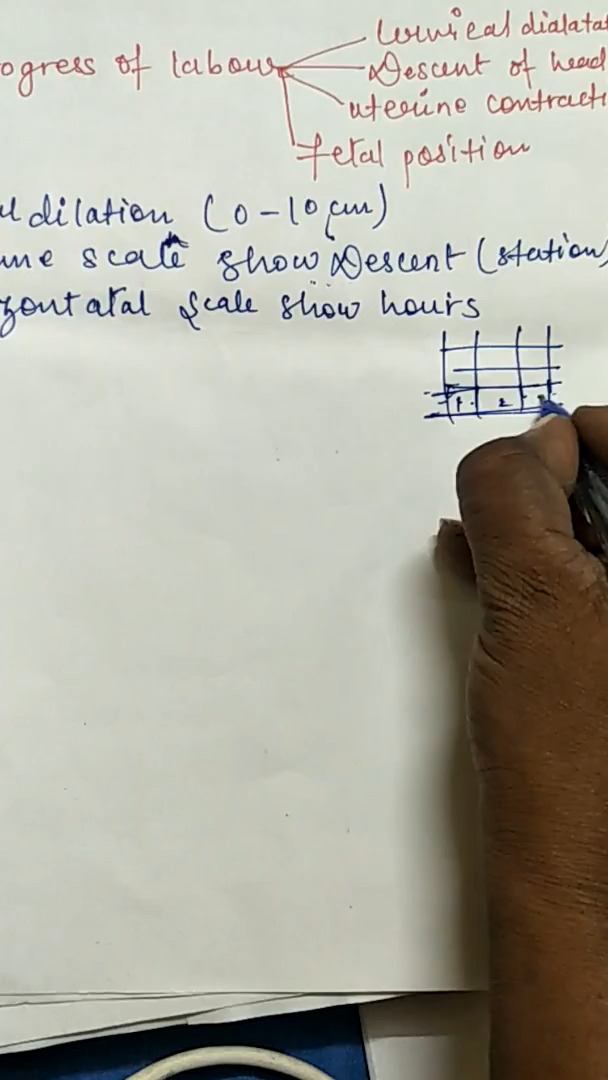 cervical dialata
ogress of labour
Descent of head
uterine contracti
fetal position
l dilation (0-10 cm)
me scale show Descent (station)
zontatal scale show hours
1 2